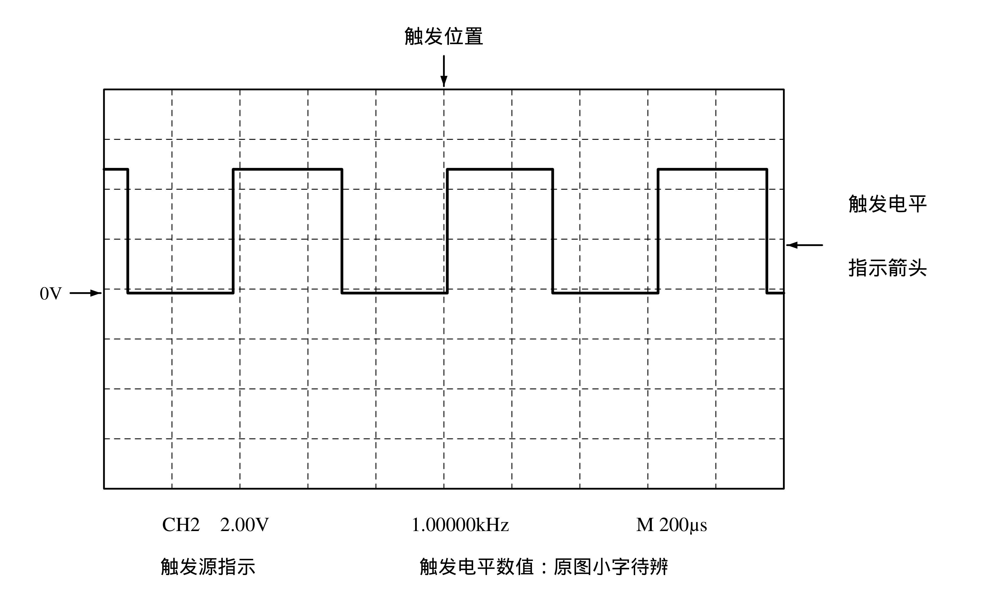 触发位置
触发电平
指示箭头
0V
CH2 2.00V 1.00000kHz M 200µs
触发源指示 触发电平数值：原图小字待辨